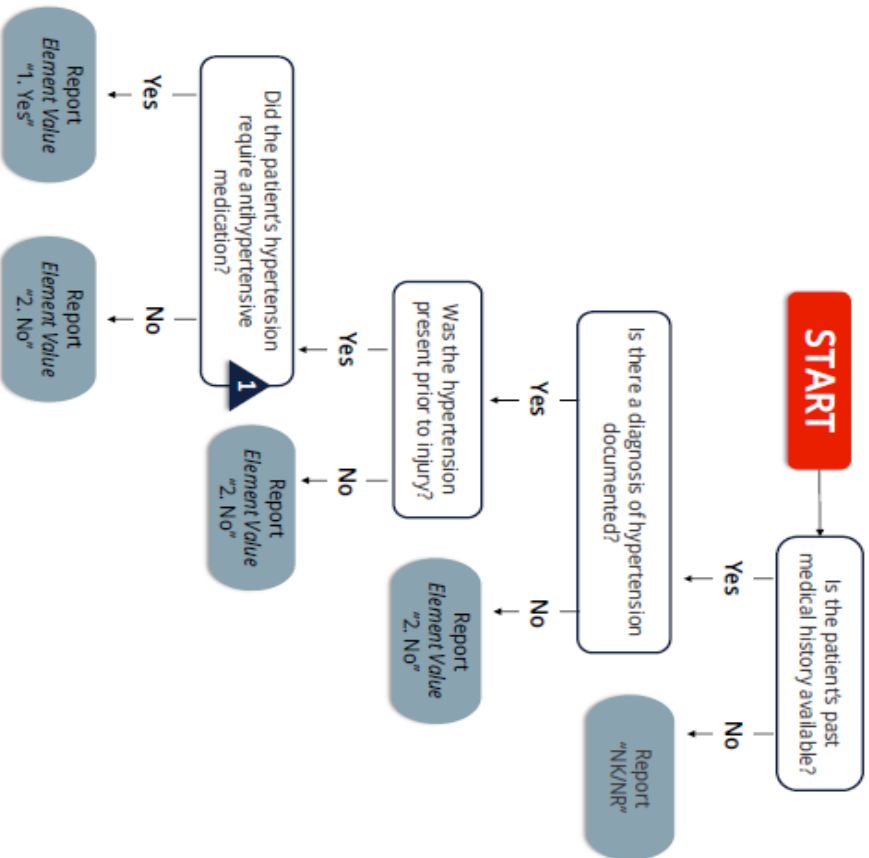 START
Is the patient's past
medical history available?
Yes
No
Is there a diagnosis of hypertension
documented?
Report
"NK/NR"
Yes
No
Was the hypertension
present prior to injury?
Report
Element Value
"2. No"
Yes
No
Did the patient's hypertension
require antihypertensive
medication?
1
Report
Element Value
"2. No"
Yes
No
Report
Element Value
"1. Yes"
Report
Element Value
"2. No"